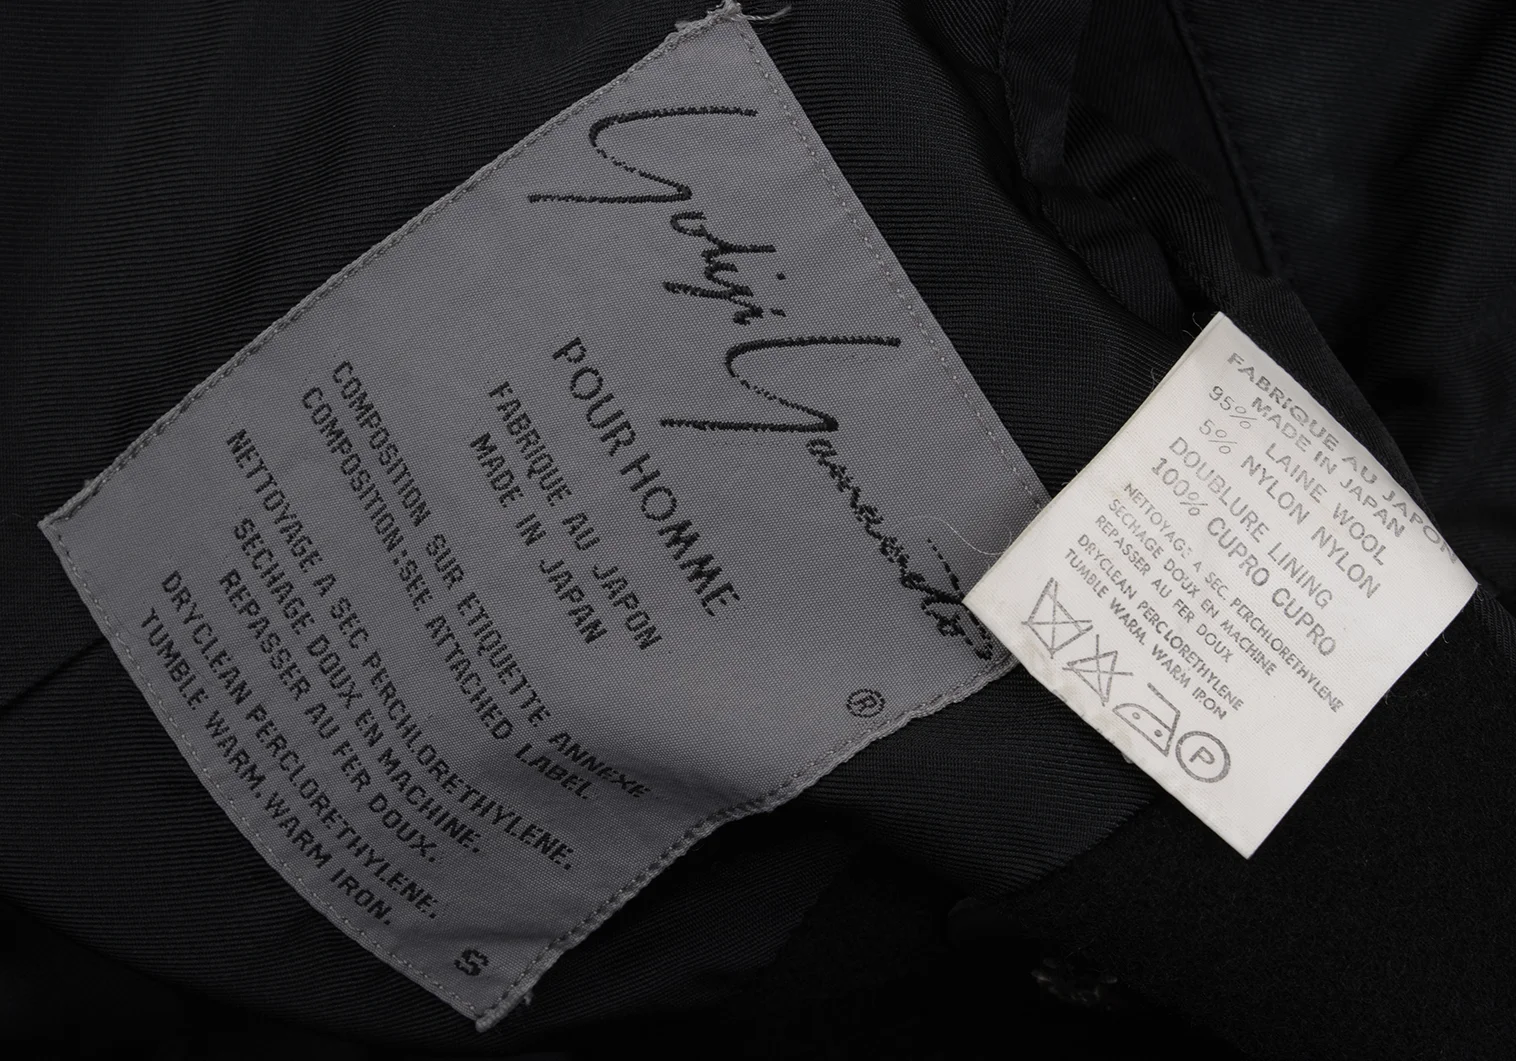 Yohji Yamamoto
POUR HOMME
FABRIQUE AU JAPON
MADE IN JAPAN
COMPOSITION SUR ETIQUETTE ANNEXE
COMPOSITION:SEE ATTACHED LABEL.
NETTOYAGE A SEC PERCHLORETHYLENE.
SECHAGE DOUX EN MACHINE.
REPASSER AU FER DOUX.
DRYCLEAN PERCLORETHYLENE.
TUMBLE WARM. WARM IRON.
®
S
FABRIQUE AU JAPON
MADE IN JAPAN
95% LAINE WOOL
5% NYLON NYLON
DOUBLURE LINING
100% CUPRO CUPRO
NETTOYAGE A SEC. PERCHLORETHYLENE
SECHAGE DOUX EN MACHINE
REPASSER AU FER DOUX
DRYCLEAN PERCLORETHYLENE
TUMBLE WARM. WARM IRON
P